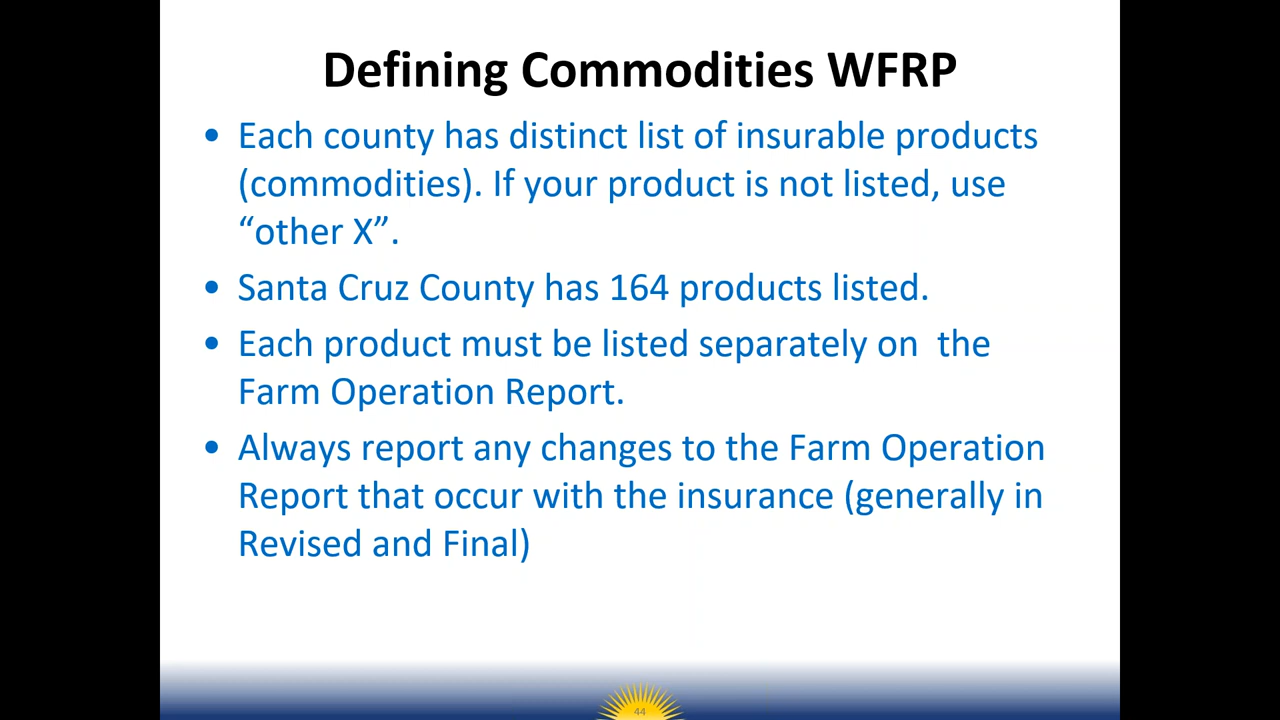 Defining Commodities WFRP
• Each county has distinct list of insurable products
(commodities). If your product is not listed, use
“other X”.
• Santa Cruz County has 164 products listed.
• Each product must be listed separately on  the
Farm Operation Report.
• Always report any changes to the Farm Operation
Report that occur with the insurance (generally in
Revised and Final)
44